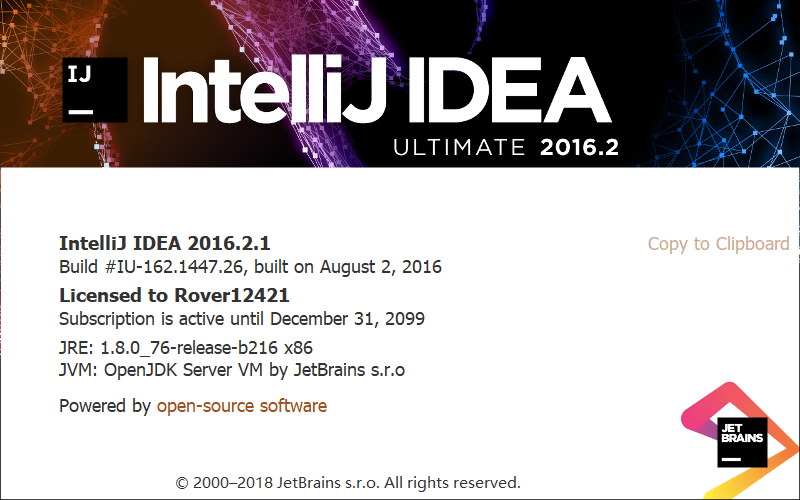 IJ
IntelliJ IDEA
ULTIMATE 2016.2
IntelliJ IDEA 2016.2.1
Copy to Clipboard
Build #IU-162.1447.26, built on August 2, 2016
Licensed to Rover12421
Subscription is active until December 31, 2099
JRE: 1.8.0_76-release-b216 x86
JVM: OpenJDK Server VM by JetBrains s.r.o
Powered by open-source software
JET
BRAINS
© 2000–2018 JetBrains s.r.o. All rights reserved.